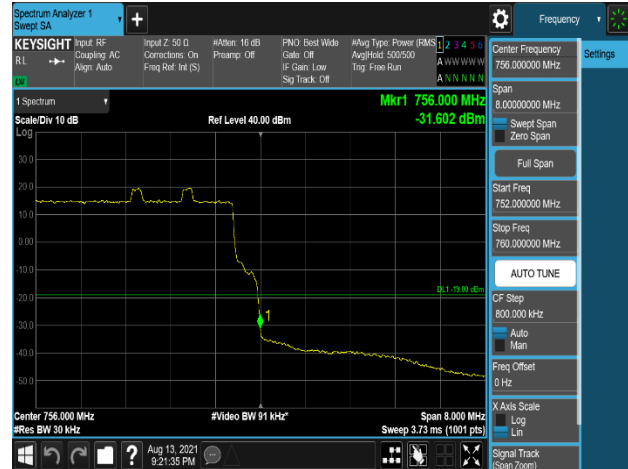 Spectrum Analyzer 1
Swept SA
+
Frequency
KEYSIGHT
RL
LW
Input: RF
Coupling: AC
Align: Auto
Input Z: 50 Ω
Corrections: On
Freq Ref: Int (S)
#Atten: 16 dB
Preamp: Off
PNO: Best Wide
Gate: Off
IF Gain: Low
Sig Track: Off
#Avg Type: Power (RMS
Avg|Hold: 500/500
Trig: Free Run
1 2 3 4 5 6
A W W W W W
A N N N N N
1 Spectrum
Scale/Div 10 dB
Log
Ref Level 40.00 dBm
Mkr1 756.000 MHz
-31.602 dBm
30.0
20.0
10.0
0.00
-10.0
-20.0
-30.0
-40.0
-50.0
DL1 -19.00 dBm
1
Center 756.000 MHz
#Res BW 30 kHz
#Video BW 91 kHz*
Span 8.000 MHz
Sweep 3.73 ms (1001 pts)
Aug 13, 2021
9:21:35 PM
?
Center Frequency
756.000000 MHz
Span
8.00000000 MHz
Swept Span
Zero Span
Full Span
Start Freq
752.000000 MHz
Stop Freq
760.000000 MHz
AUTO TUNE
CF Step
800.000 kHz
Auto
Man
Freq Offset
0 Hz
X Axis Scale
Log
Lin
Signal Track
(Span Zoom)
Settings